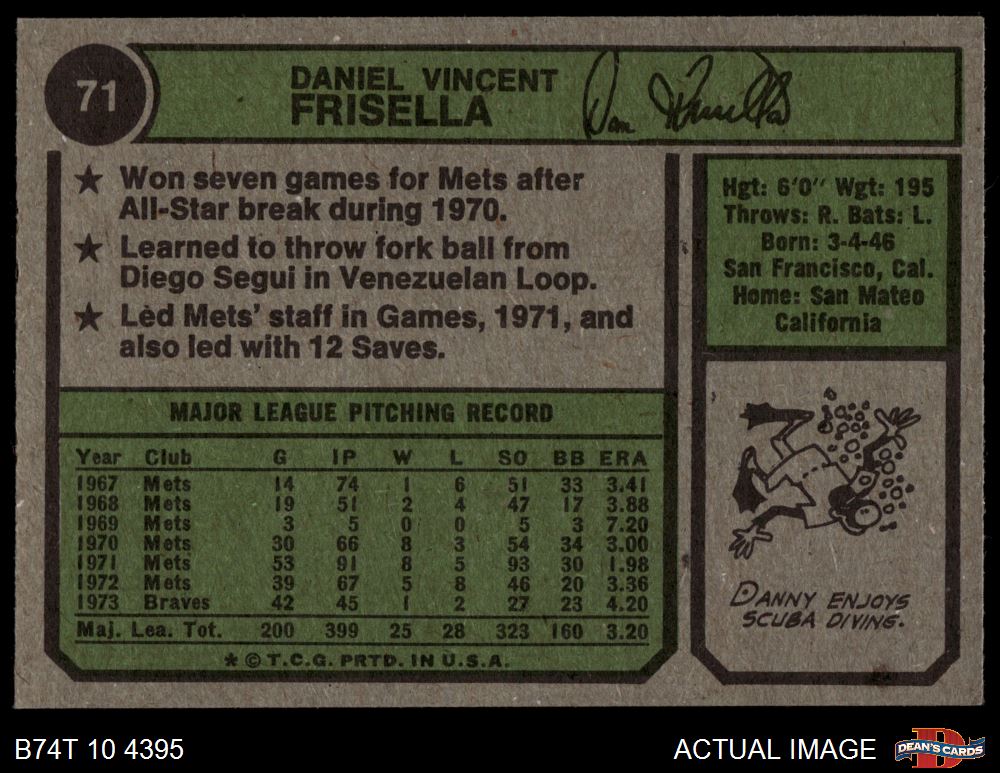 71
DANIEL VINCENT
FRISELLA
Dan Frisella
★ Won seven games for Mets after
All-Star break during 1970.
★ Learned to throw fork ball from
Diego Segui in Venezuelan Loop.
★ Led Mets' staff in Games, 1971, and
also led with 12 Saves.
Hgt: 6'0" Wgt: 195
Throws: R. Bats: L.
Born: 3-4-46
San Francisco, Cal.
Home: San Mateo
California
MAJOR LEAGUE PITCHING RECORD
Year Club G IP W L SO BB ERA
1967 Mets 14 74 1 6 51 33 3.41
1968 Mets 19 51 2 4 47 17 3.88
1969 Mets 3 5 0 0 5 3 7.20
1970 Mets 30 66 8 3 54 34 3.00
1971 Mets 53 91 8 5 93 30 1.98
1972 Mets 39 67 5 8 46 20 3.36
1973 Braves 42 45 1 2 27 23 4.20
Maj. Lea. Tot. 200 399 25 28 323 160 3.20
* © T.C.G. PRTD. IN U.S.A.
DANNY ENJOYS
SCUBA DIVING.
B74T 10 4395
ACTUAL IMAGE
DEAN'S CARDS